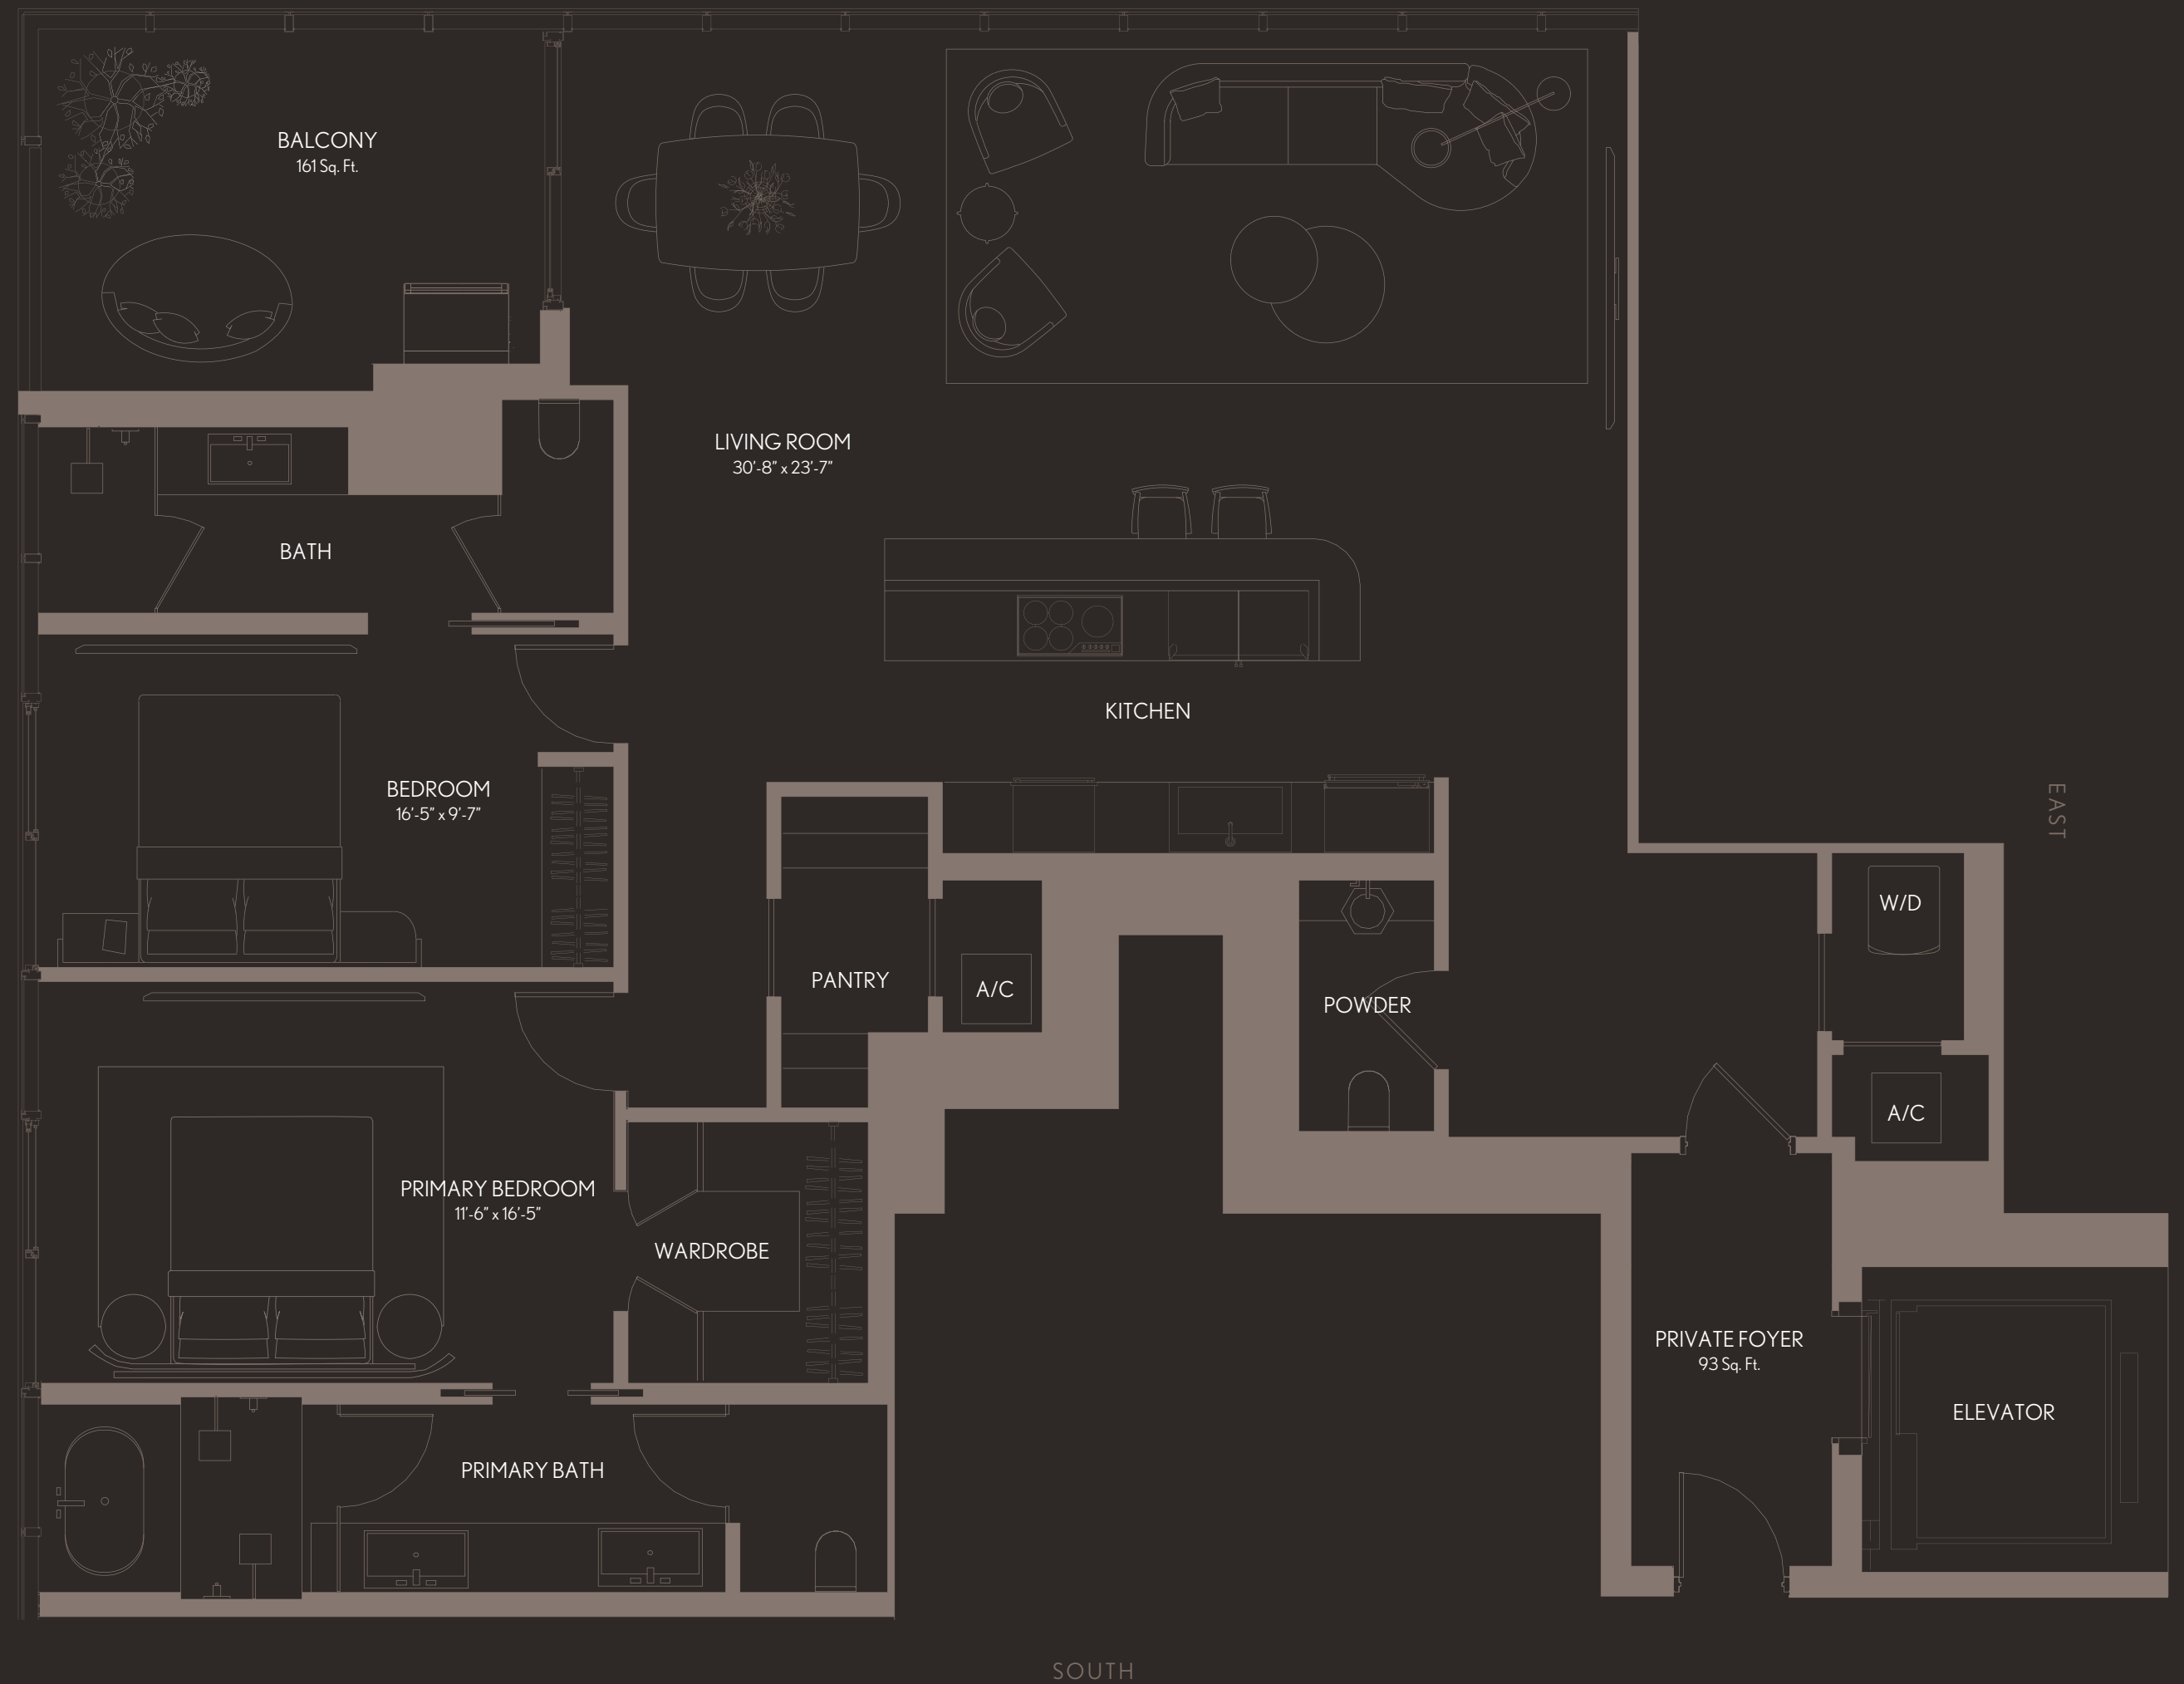 BALCONY
161 Sq. Ft.
LIVING ROOM
30'-8" x 23'-7"
BATH
KITCHEN
BEDROOM
16'-5" x 9'-7"
EAST
W/D
PANTRY
A/C
POWDER
A/C
PRIMARY BEDROOM
11'-6" x 16'-5"
WARDROBE
PRIVATE FOYER
93 Sq. Ft.
ELEVATOR
PRIMARY BATH
SOUTH